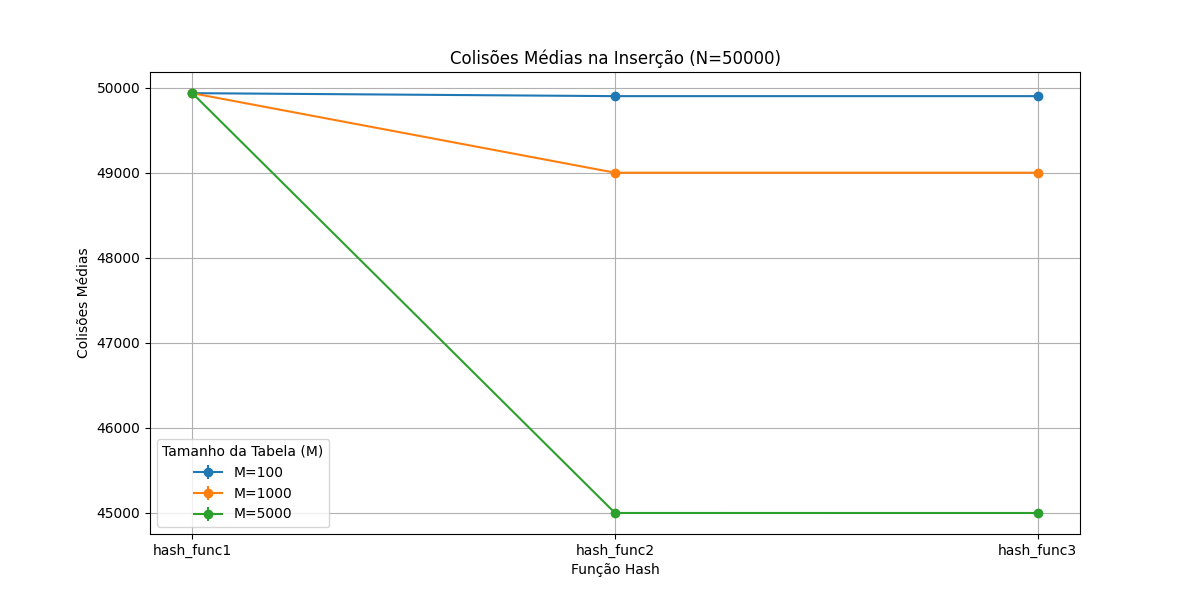 Colisões Médias na Inserção (N=50000)
50000
49000
48000
47000
46000
45000
Colisões Médias
Tamanho da Tabela (M)
M=100
M=1000
M=5000
hash_func1
hash_func2
hash_func3
Função Hash